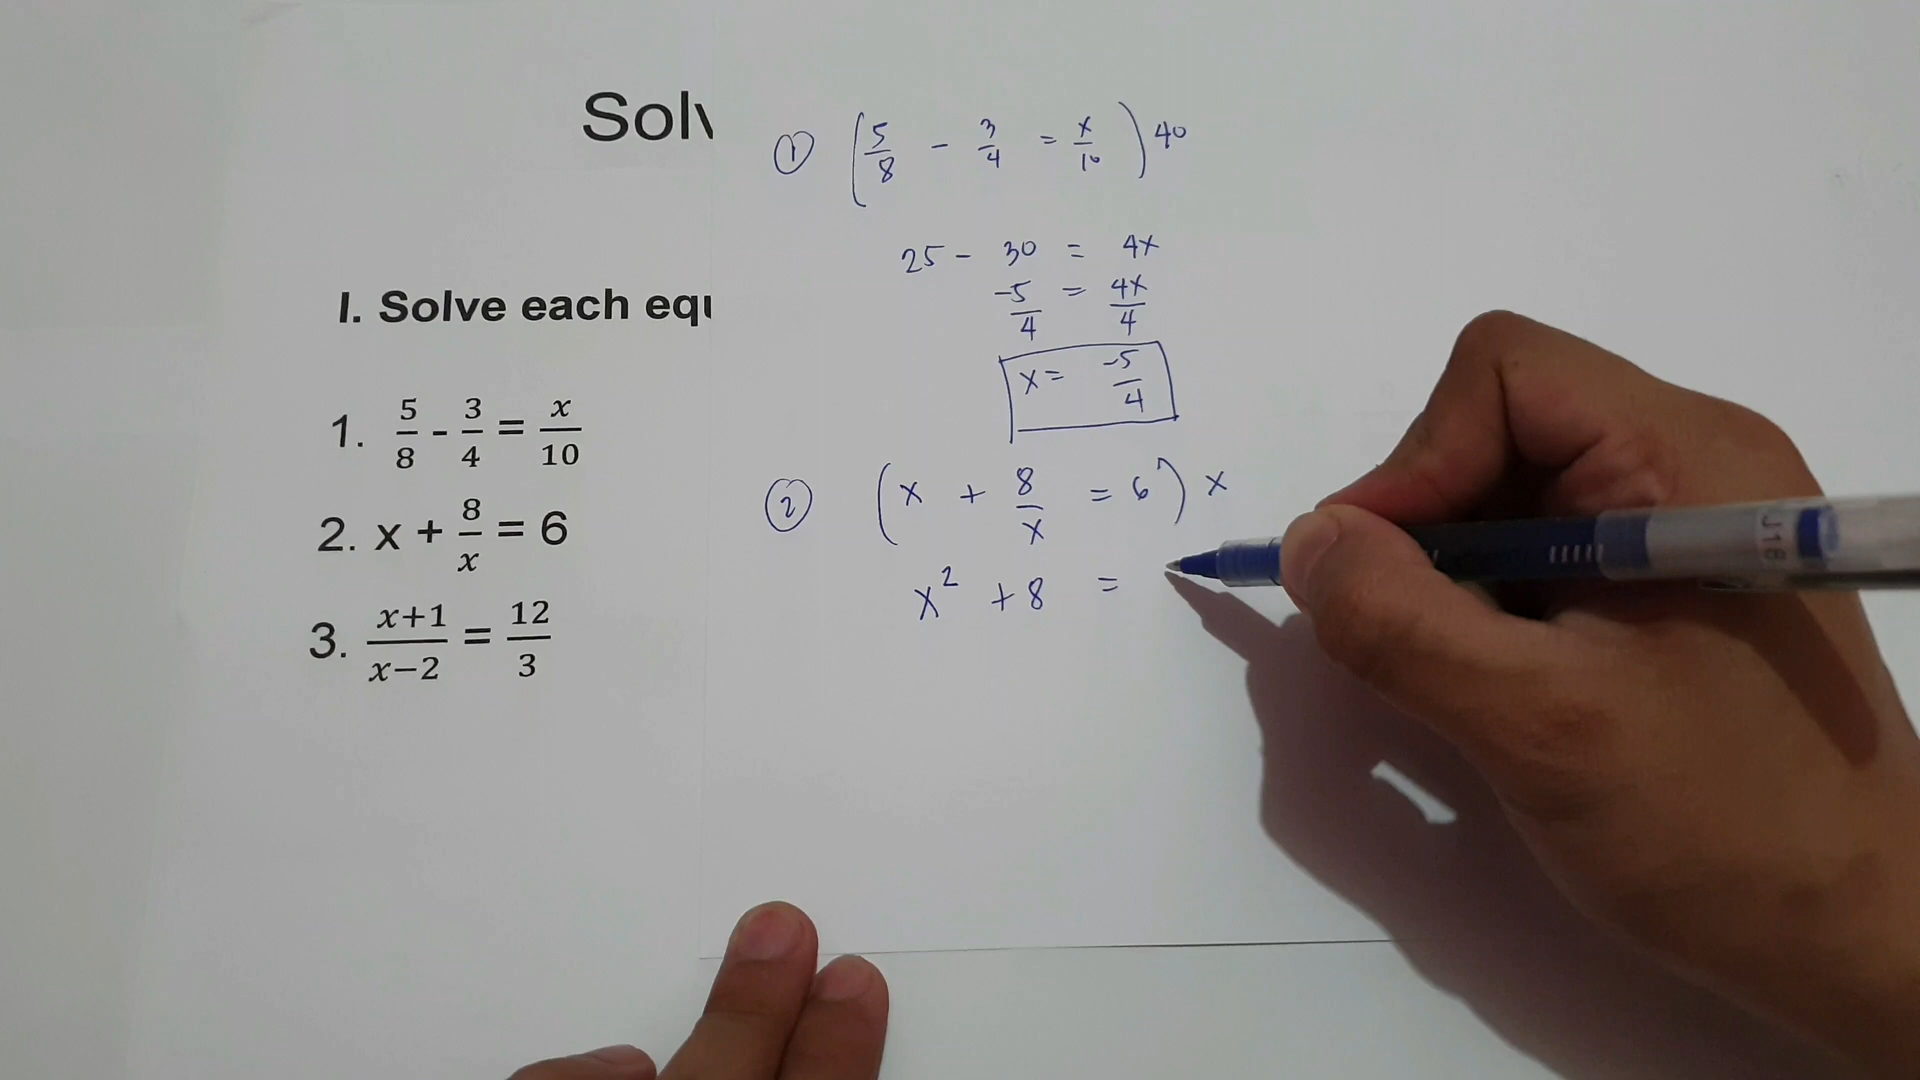 Solv
I. Solve each equ
1. 5/8 - 3/4 = x/10
2. x + 8/x = 6
3. x+1/x−2 = 12/3
① (5/8 - 3/4 = x/10) 40
25 - 30 = 4x
-5/4 = 4x/4
x = -5/4
② (x + 8/x = 6) x
x² + 8 =
J18